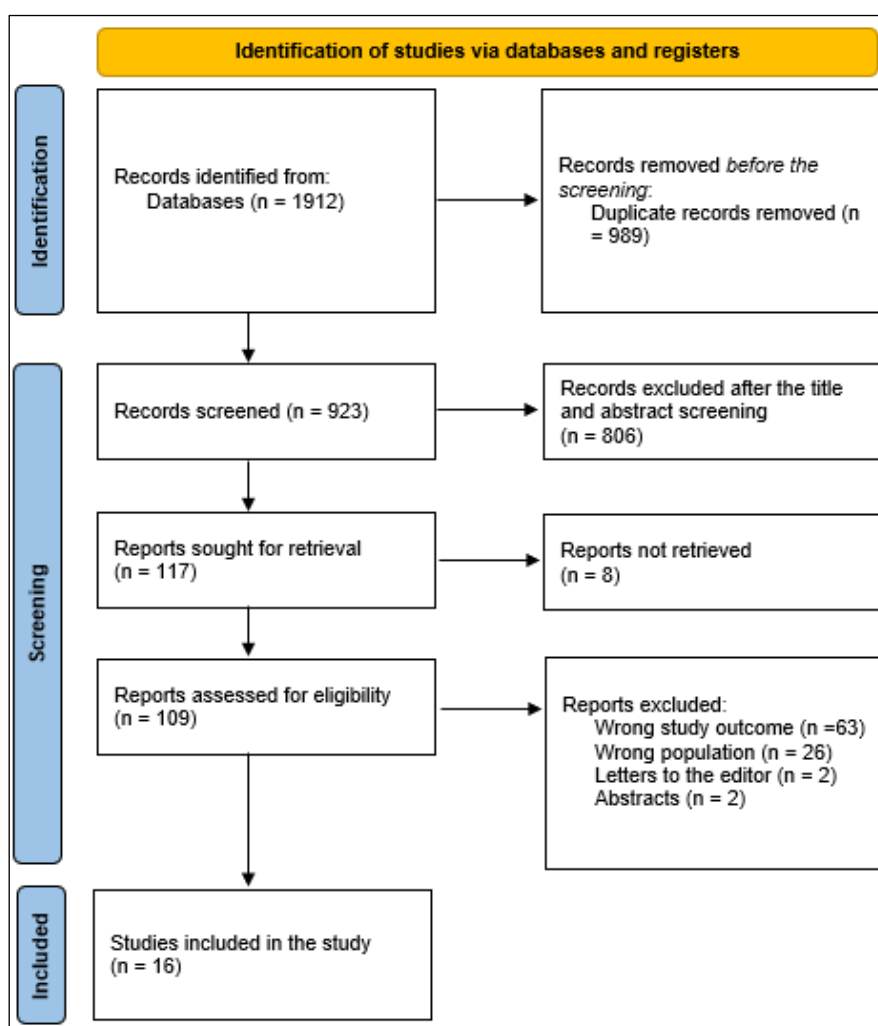 Identification of studies via databases and registers
Identification
Records identified from:
Databases (n = 1912)
Records removed before the
screening:
Duplicate records removed (n
= 989)
Screening
Records screened (n = 923)
Records excluded after the title
and abstract screening
(n = 806)
Reports sought for retrieval
(n = 117)
Reports not retrieved
(n = 8)
Reports assessed for eligibility
(n = 109)
Reports excluded:
Wrong study outcome (n =63)
Wrong population (n = 26)
Letters to the editor (n = 2)
Abstracts (n = 2)
Included
Studies included in the study
(n = 16)